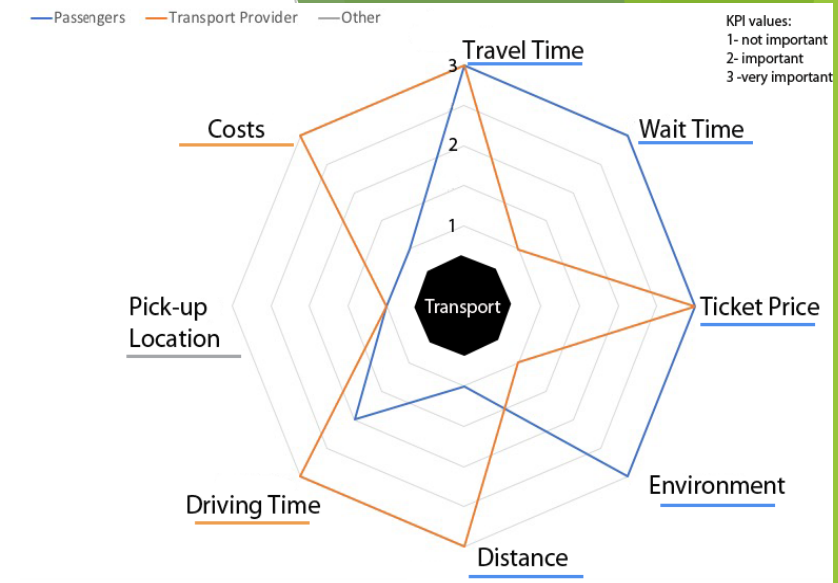 Passengers
Transport Provider
Other
KPI values:
1- not important
2- important
3 -very important
Travel Time
3
Costs
Wait Time
2
1
Pick-up
Location
Transport
Ticket Price
Environment
Driving Time
Distance